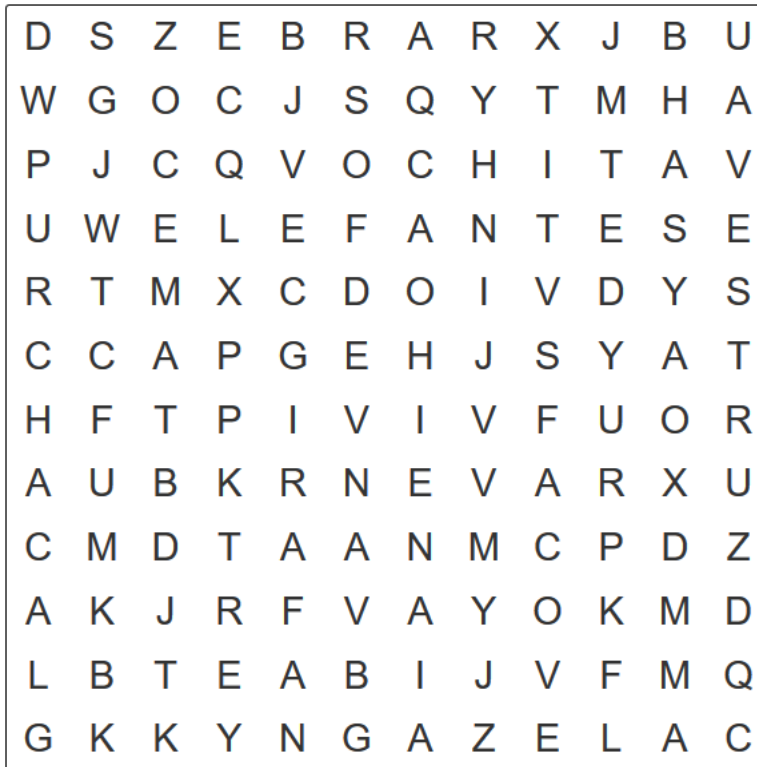 D S Z E B R A R X J B U
W G O C J S Q Y T M H A
P J C Q V O C H I T A V
U W E L E F A N T E S E
R T M X C D O I V D Y S
C C A P G E H J S Y A T
H F T P I V I V F U O R
A U B K R N E V A R X U
C M D T A A N M C P D Z
A K J R F V A Y O K M D
L B T E A B I J V F M Q
G K K Y N G A Z E L A C